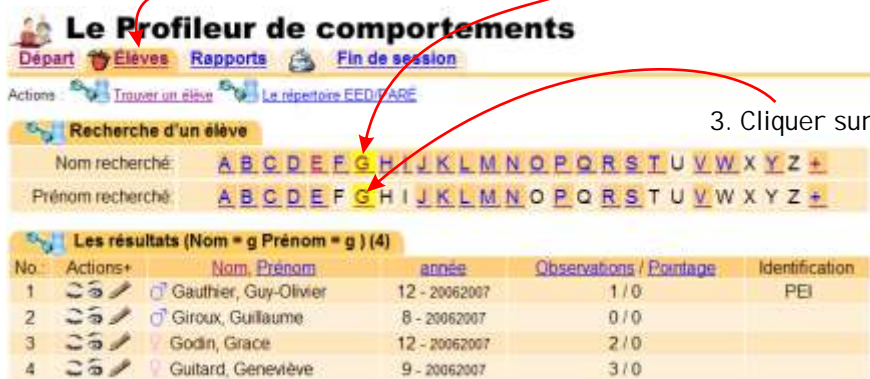 Le Profileur de comportements
Départ Élèves Rapports Fin de session
Actions : Trouver un élève Le répertoire EED/PARÉ
3. Cliquer sur
Recherche d'un élève
Nom recherché: A B C D E F G H I J K L M N O P Q R S T U V W X Y Z +
Prénom recherché: A B C D E F G H I J K L M N O P Q R S T U V W X Y Z +
Les résultats (Nom = g Prénom = g ) (4)
No.: Actions+ Nom, Prénom année Observations / Pointage Identification
1 Gauthier, Guy-Olivier 12 - 20062007 1 / 0 PEI
2 Giroux, Guillaume 8 - 20062007 0 / 0
3 Godin, Grace 12 - 20062007 2 / 0
4 Guitard, Geneviève 9 - 20062007 3 / 0